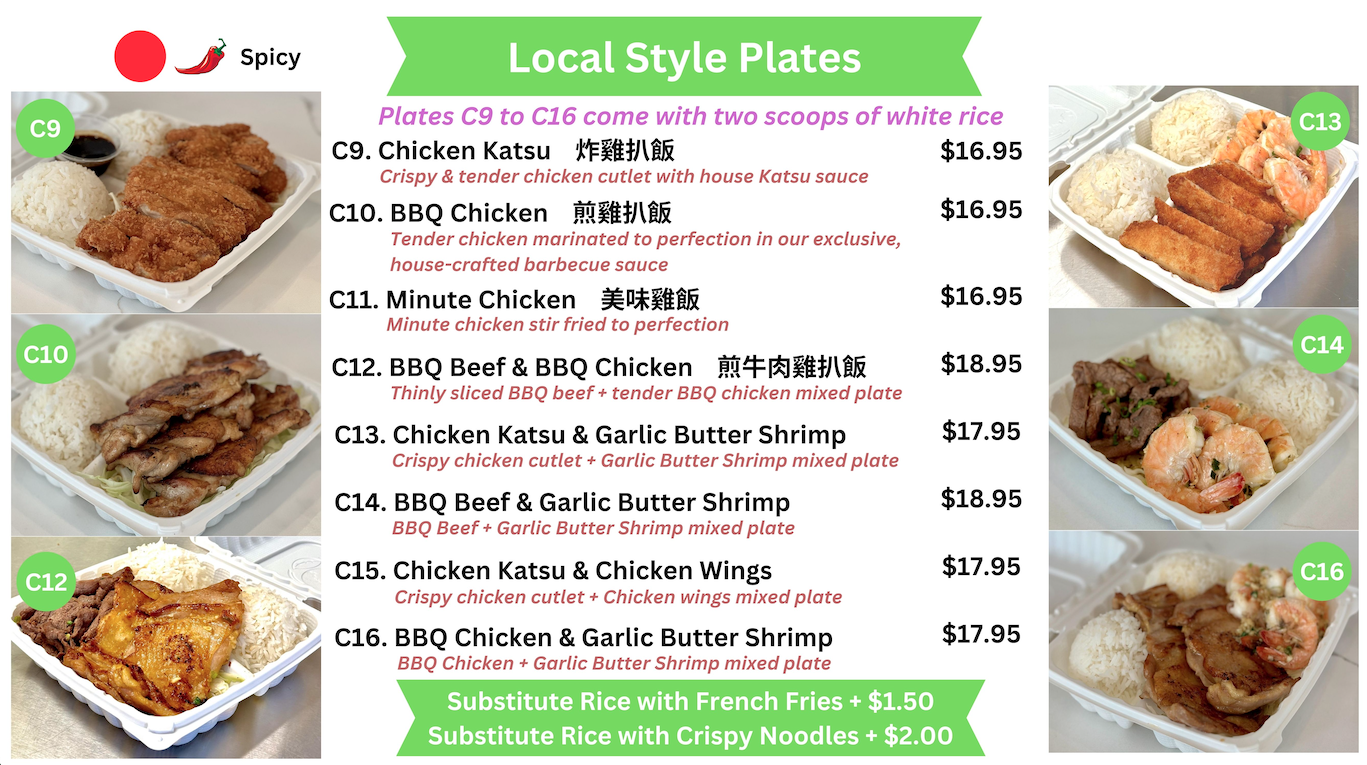 Spicy
Local Style Plates
Plates C9 to C16 come with two scoops of white rice
C9. Chicken Katsu 炸雞扒飯 $16.95
Crispy & tender chicken cutlet with house Katsu sauce
C10. BBQ Chicken 煎雞扒飯 $16.95
Tender chicken marinated to perfection in our exclusive,
house-crafted barbecue sauce
C11. Minute Chicken 美味雞飯 $16.95
Minute chicken stir fried to perfection
C12. BBQ Beef & BBQ Chicken 煎牛肉雞扒飯 $18.95
Thinly sliced BBQ beef + tender BBQ chicken mixed plate
C13. Chicken Katsu & Garlic Butter Shrimp $17.95
Crispy chicken cutlet + Garlic Butter Shrimp mixed plate
C14. BBQ Beef & Garlic Butter Shrimp $18.95
BBQ Beef + Garlic Butter Shrimp mixed plate
C15. Chicken Katsu & Chicken Wings $17.95
Crispy chicken cutlet + Chicken wings mixed plate
C16. BBQ Chicken & Garlic Butter Shrimp $17.95
BBQ Chicken + Garlic Butter Shrimp mixed plate
Substitute Rice with French Fries + $1.50
Substitute Rice with Crispy Noodles + $2.00
C9
C10
C12
C13
C14
C16